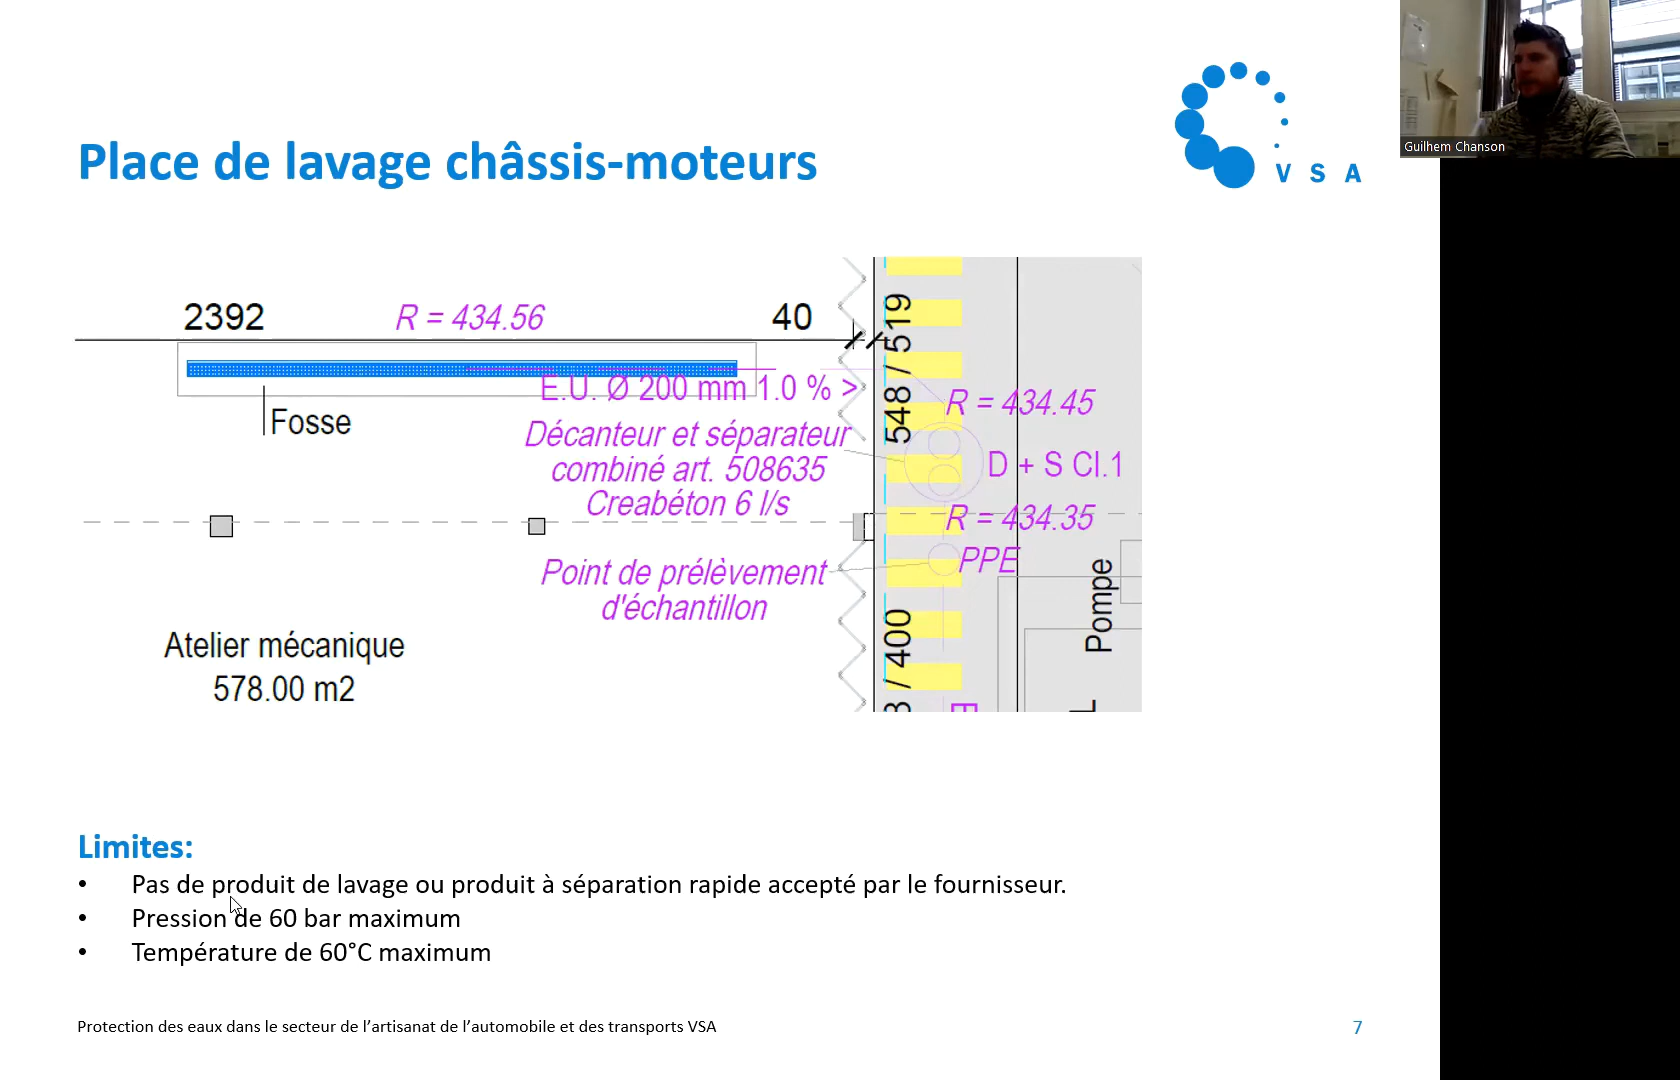 Guilhem Chanson
V S A
Place de lavage châssis-moteurs
2392
R = 434.56
40
548 / 519
E.U. Ø 200 mm 1.0 % >
R = 434.45
Fosse
Décanteur et séparateur
combiné art. 508635
Creabéton 6 l/s
D + S Cl.1
R = 434.35
PPE
Point de prélèvement
d'échantillon
Pompe
/ 400
Atelier mécanique
578.00 m2
Limites:
• Pas de produit de lavage ou produit à séparation rapide accepté par le fournisseur.
• Pression de 60 bar maximum
• Température de 60°C maximum
Protection des eaux dans le secteur de l’artisanat de l’automobile et des transports VSA
7